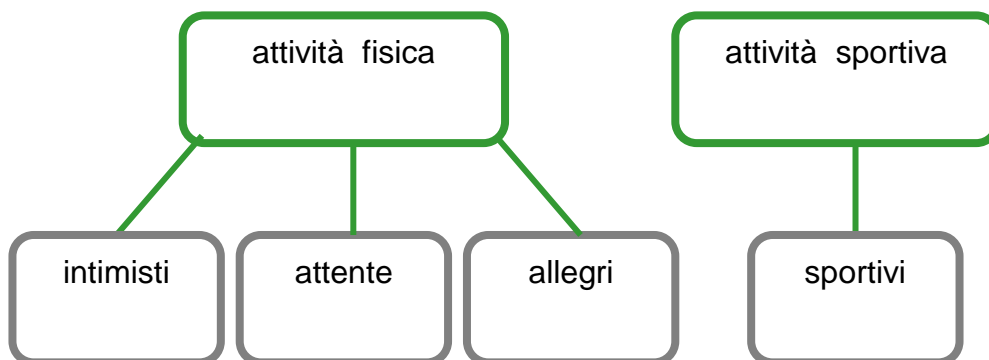 attività fisica
attività sportiva
intimisti
attente
allegri
sportivi